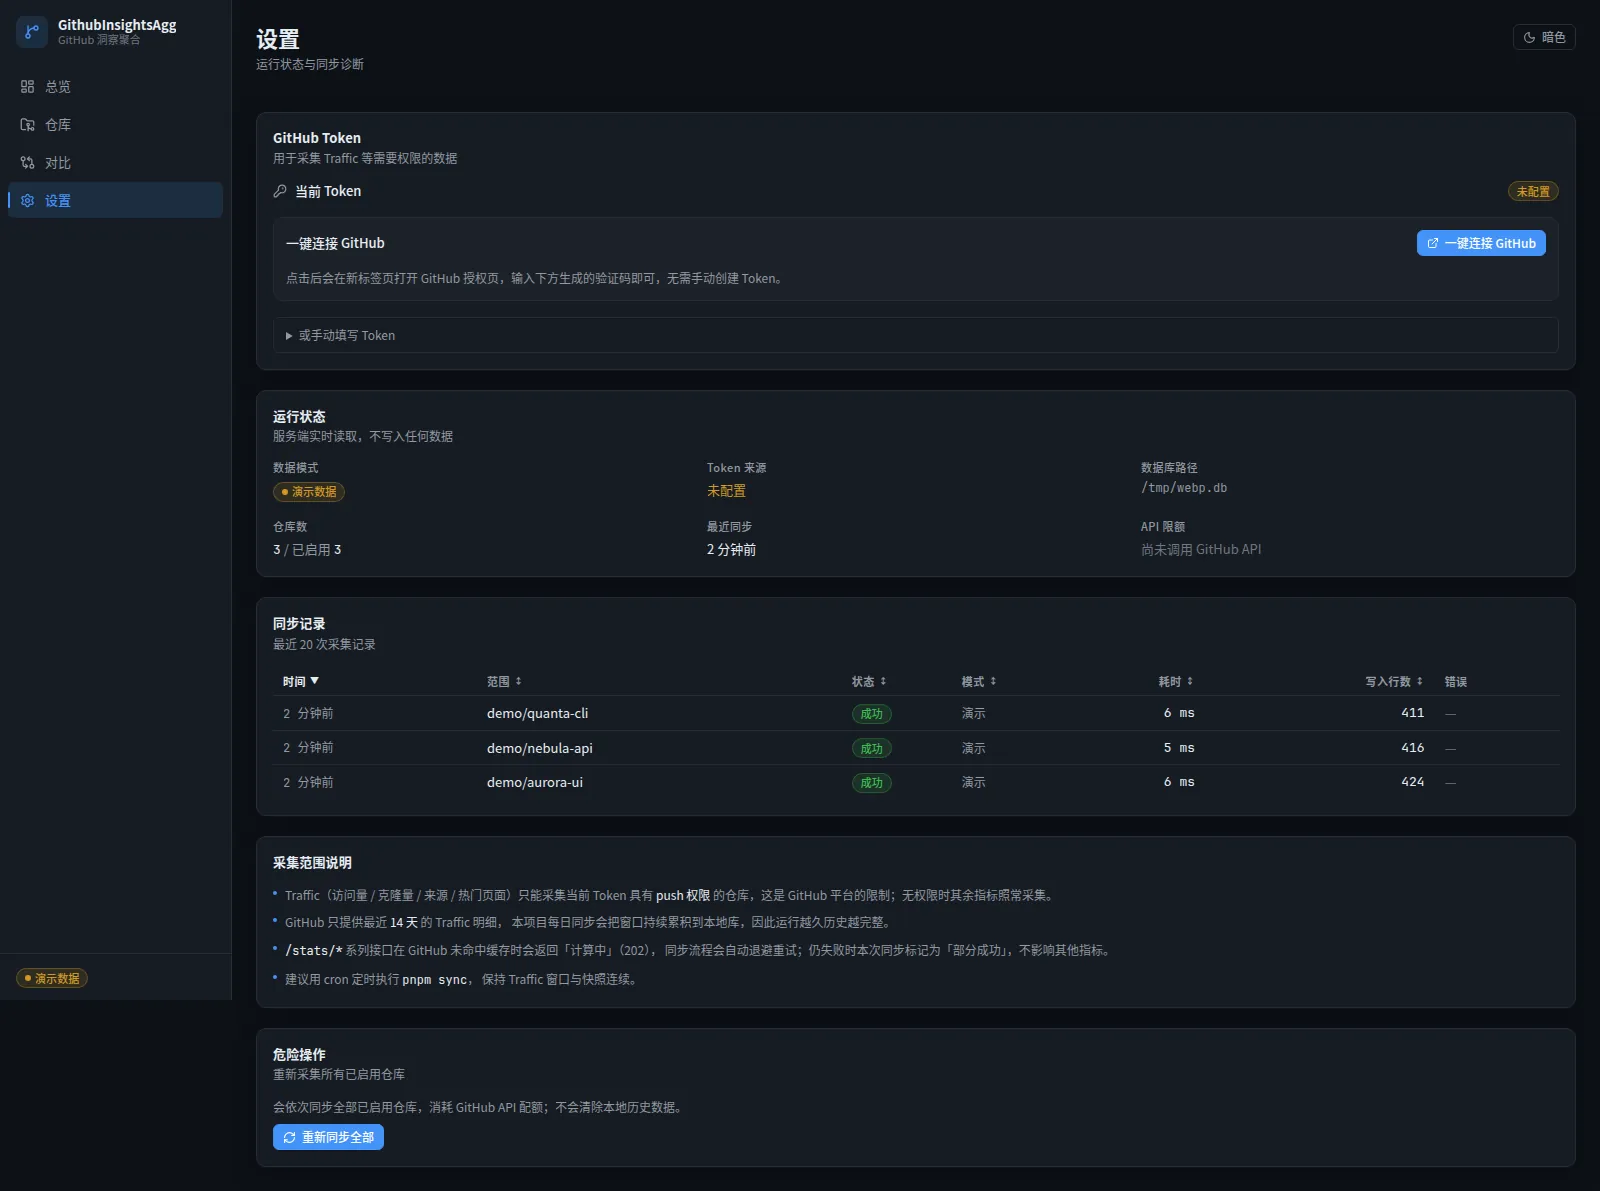 GithubInsightsAgg
GitHub 洞察聚合
总览
仓库
对比
设置
演示数据
设置
运行状态与同步诊断
暗色
GitHub Token
用于采集 Traffic 等需要权限的数据
当前 Token
未配置
一键连接 GitHub
一键连接 GitHub
点击后会在新标签页打开 GitHub 授权页，输入下方生成的验证码即可，无需手动创建 Token。
▶ 或手动填写 Token
运行状态
服务端实时读取，不写入任何数据
数据模式
演示数据
Token 来源
未配置
数据库路径
/tmp/webp.db
仓库数
3 / 已启用 3
最近同步
2 分钟前
API 限额
尚未调用 GitHub API
同步记录
最近 20 次采集记录
时间 ▼ 范围 ↕ 状态 ↕ 模式 ↕ 耗时 ↕ 写入行数 ↕ 错误
2 分钟前 demo/quanta-cli 成功 演示 6 ms 411 —
2 分钟前 demo/nebula-api 成功 演示 5 ms 416 —
2 分钟前 demo/aurora-ui 成功 演示 6 ms 424 —
采集范围说明
Traffic（访问量 / 克隆量 / 来源 / 热门页面）只能采集当前 Token 具有 push 权限 的仓库，这是 GitHub 平台的限制；无权限时其余指标照常采集。
GitHub 只提供最近 14 天 的 Traffic 明细， 本项目每日同步会把窗口持续累积到本地库，因此运行越久历史越完整。
/stats/* 系列接口在 GitHub 未命中缓存时会返回「计算中」（202）， 同步流程会自动退避重试；仍失败时本次同步标记为「部分成功」，不影响其他指标。
建议用 cron 定时执行 pnpm sync， 保持 Traffic 窗口与快照连续。
危险操作
重新采集所有已启用仓库
会依次同步全部已启用仓库，消耗 GitHub API 配额；不会清除本地历史数据。
重新同步全部